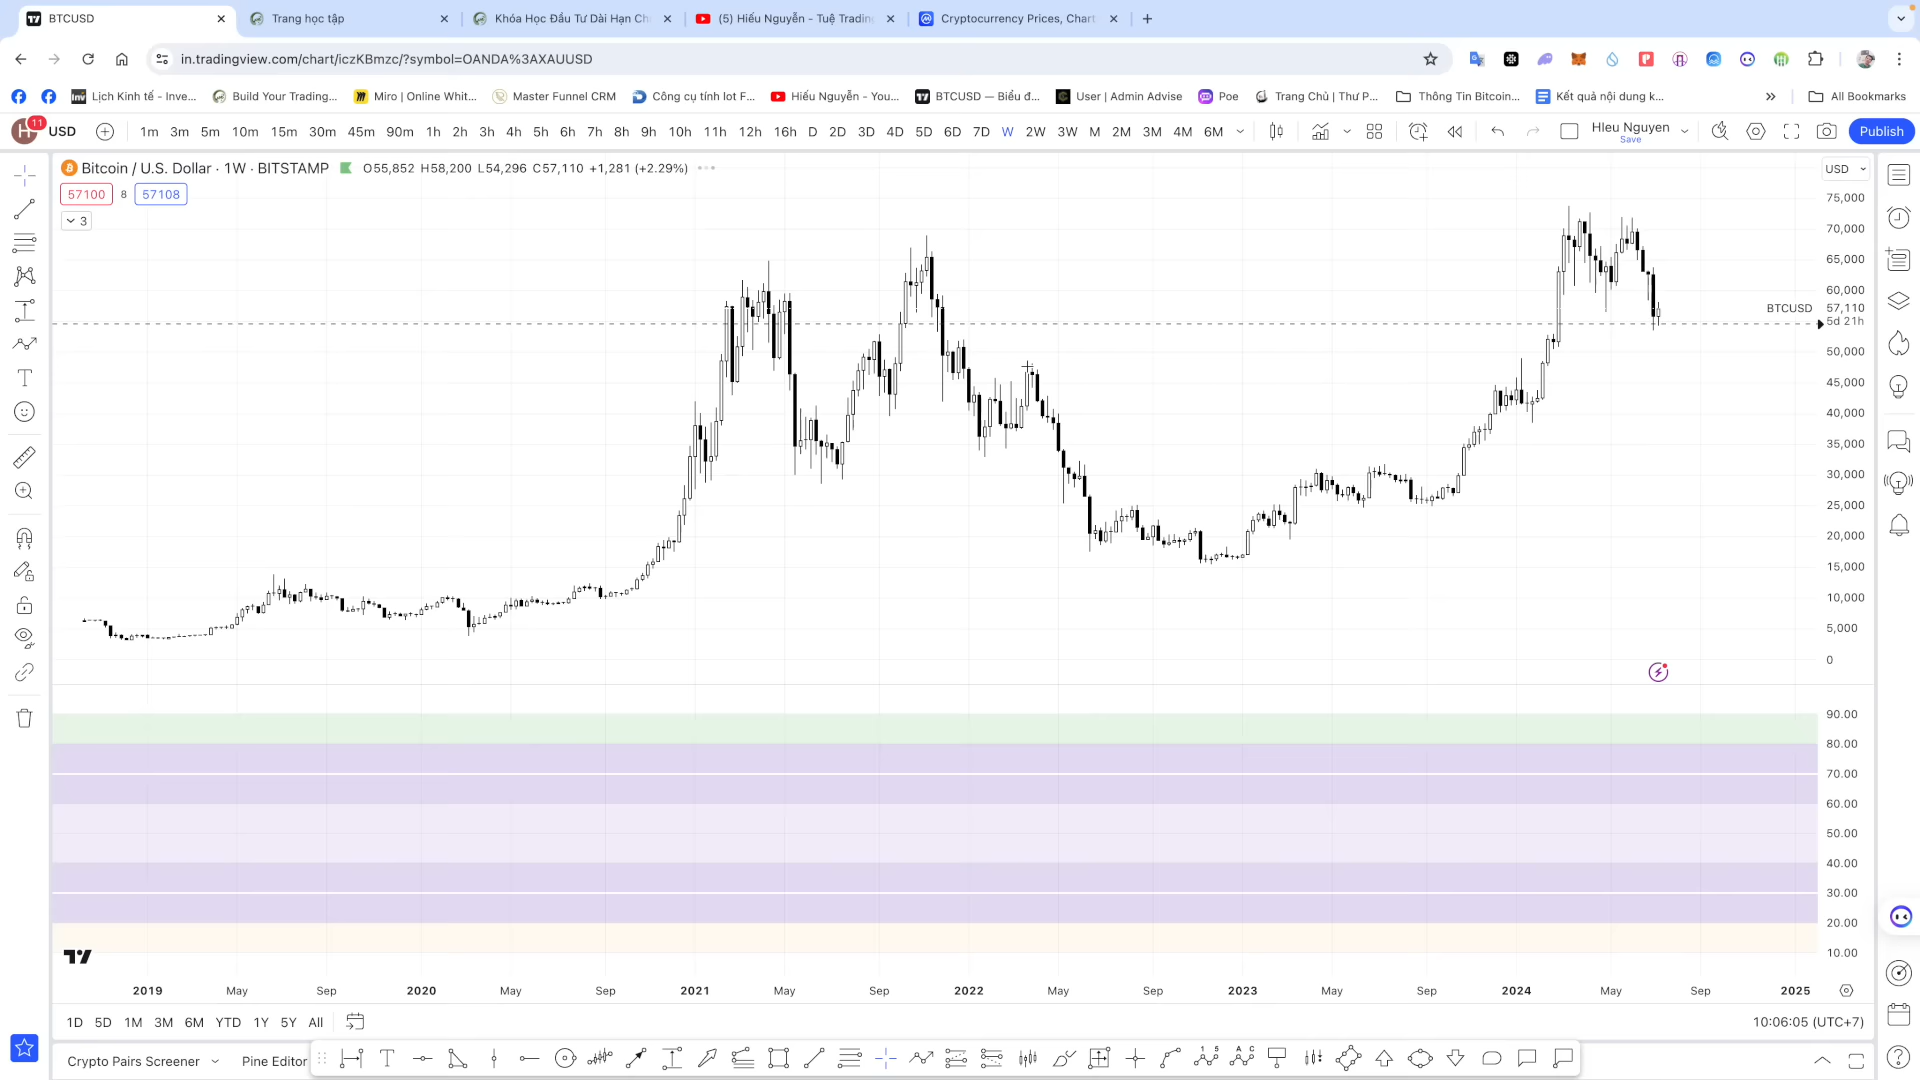 BTCUSD
Trang học tập
Khóa Học Đầu Tư Dài Hạn Ch
(5) Hiếu Nguyễn - Tuệ Trading
Cryptocurrency Prices, Chart
in.tradingview.com/chart/iczKBmzc/?symbol=OANDA%3AXAUUSD
Lịch Kinh tế - Inve...
Build Your Trading...
Miro | Online Whit...
Master Funnel CRM
Công cụ tính lot F...
Hiếu Nguyễn - You...
BTCUSD — Biểu đ...
User | Admin Advise
Poe
Trang Chủ | Thư P...
Thông Tin Bitcoin...
Kết quả nội dung k...
All Bookmarks
H 11 USD
1m 3m 5m 10m 15m 30m 45m 90m 1h 2h 3h 4h 5h 6h 7h 8h 9h 10h 11h 12h 16h D 2D 3D 4D 5D 6D 7D W 2W 3W M 2M 3M 4M 6M
HIeu Nguyen
Save
Publish
Bitcoin / U.S. Dollar · 1W · BITSTAMP
O55,852 H58,200 L54,296 C57,110 +1,281 (+2.29%)
USD
57100 8 57108
3
75,000
70,000
65,000
60,000
BTCUSD 57,110
5d 21h
50,000
45,000
40,000
35,000
30,000
25,000
20,000
15,000
10,000
5,000
0
90.00
80.00
70.00
60.00
50.00
40.00
30.00
20.00
10.00
2019 May Sep 2020 May Sep 2021 May Sep 2022 May Sep 2023 May Sep 2024 May Sep 2025
1D 5D 1M 3M 6M YTD 1Y 5Y All
10:06:05 (UTC+7)
Crypto Pairs Screener
Pine Editor